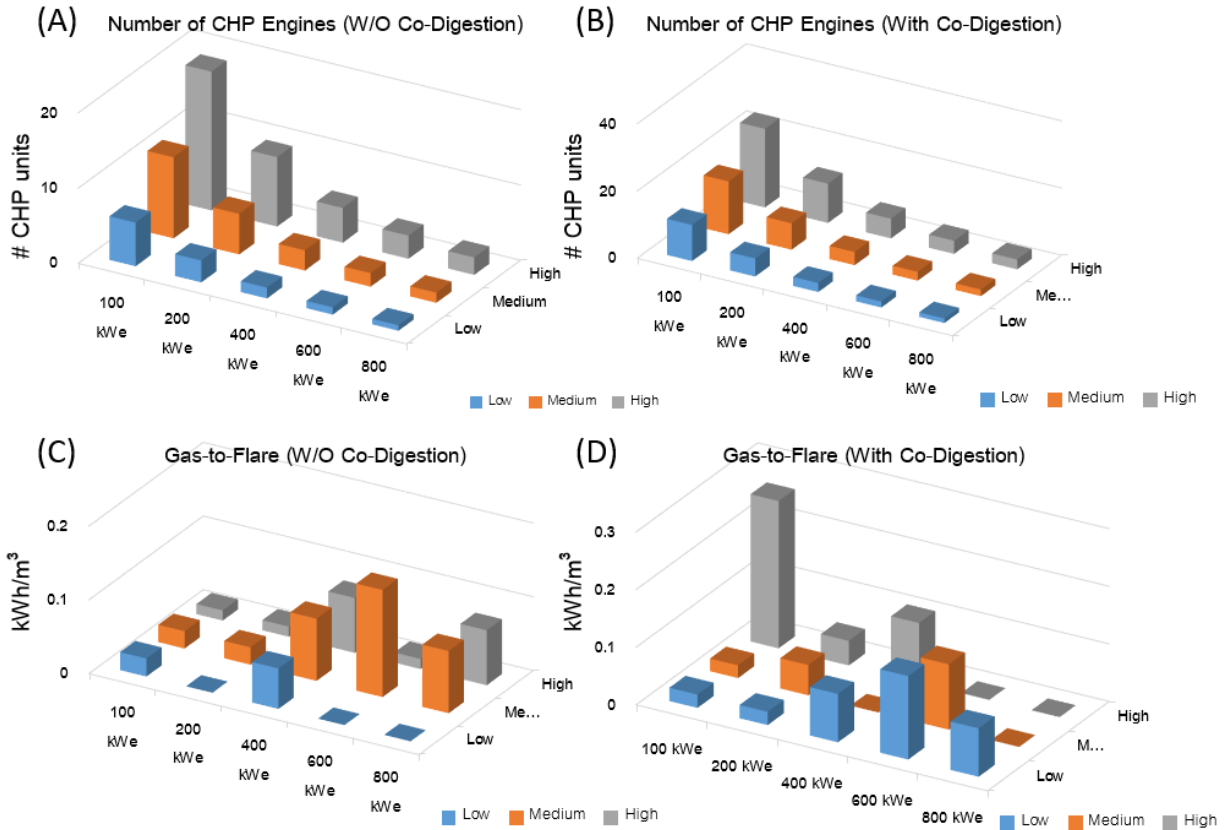 (A)
Number of CHP Engines (W/O Co-Digestion)
# CHP units
20
10
0
100
kWe
200
kWe
400
kWe
600
kWe
800
kWe
High
Medium
Low
Low Medium High
(B)
Number of CHP Engines (With Co-Digestion)
# CHP units
40
20
0
100
kWe
200
kWe
400
kWe
600
kWe
800
kWe
High
Me...
Low
Low Medium High
(C)
Gas-to-Flare (W/O Co-Digestion)
kWh/m³
0.2
0.1
0
100
kWe
200
kWe
400
kWe
600
kWe
800
kWe
High
Me...
Low
Low Medium High
(D)
Gas-to-Flare (With Co-Digestion)
kWh/m³
0.3
0.2
0.1
0
100 kWe
200 kWe
400 kWe
600 kWe
800 kWe
High
M...
Low
Low Medium High